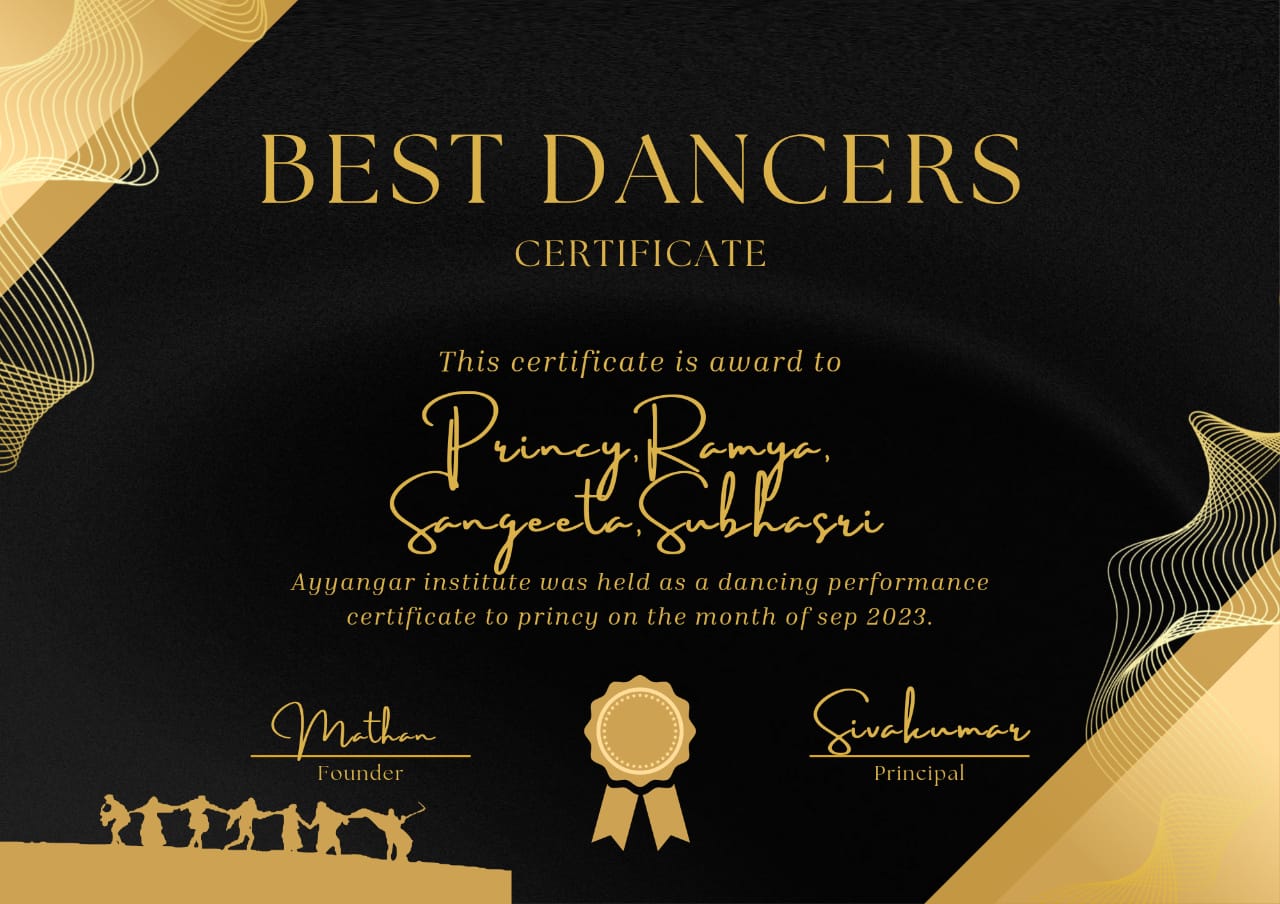 BEST DANCERS
CERTIFICATE
This certificate is award to
Princy,Ramya,
Sangeeta,Subhasri
Ayyangar institute was held as a dancing performance
certificate to princy on the month of sep 2023.
Mathan
Founder
Sivakumar
Principal